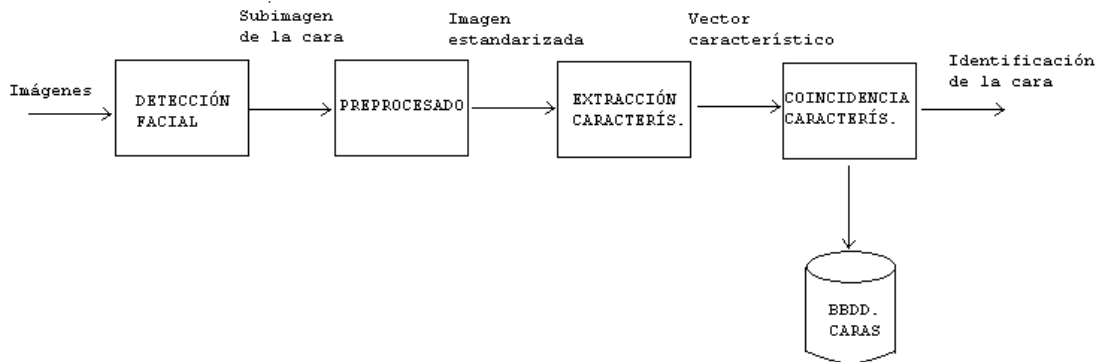 Subimagen
de la cara
Imagen
estandarizada
Vector
característico
Identificación
de la cara
Imágenes
DETECCIÓN
FACIAL
PREPROCESADO
EXTRACCIÓN
CARACTERÍS.
COINCIDENCIA
CARACTERÍS.
BBDD.
CARAS